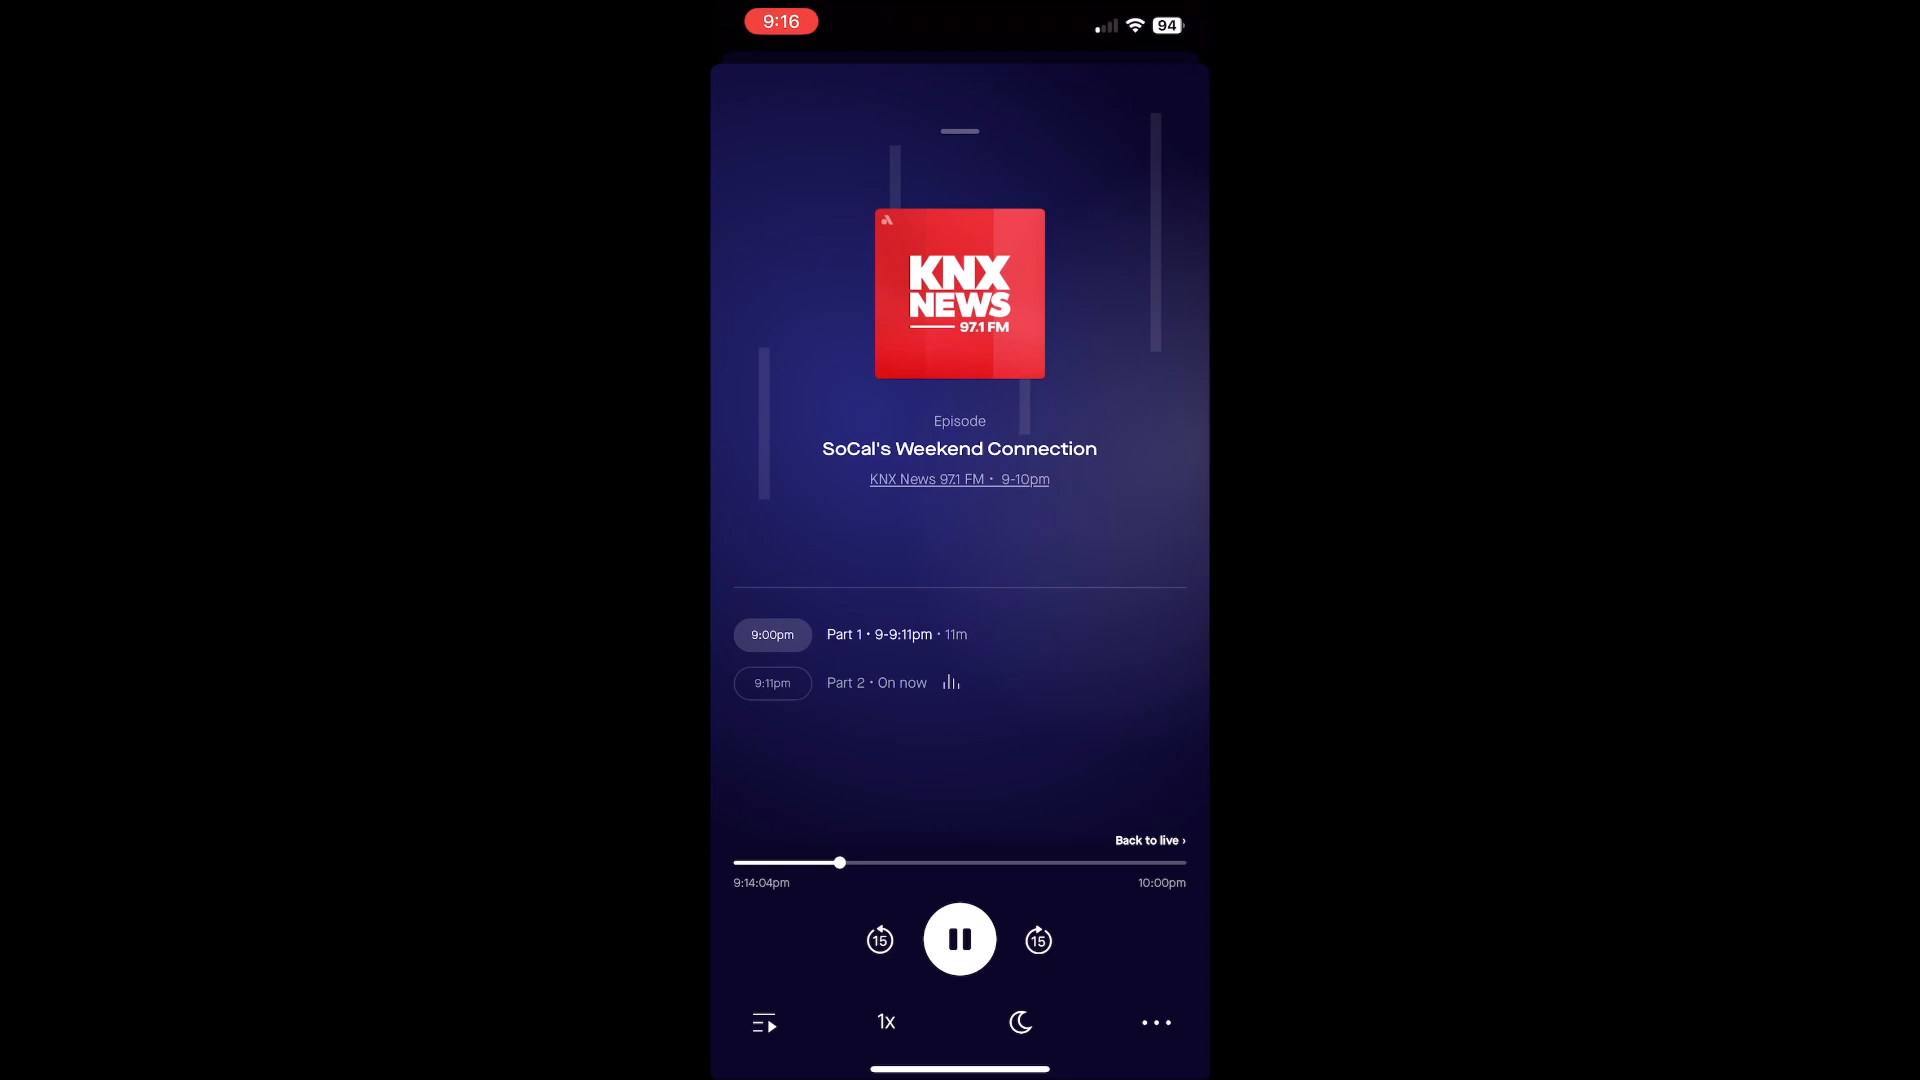 9:16
94
KNX
NEWS
97.1 FM
Episode
SoCal's Weekend Connection
KNX News 97.1 FM • 9-10pm
9:00pm Part 1 • 9-9:11pm • 11m
9:11pm Part 2 • On now
Back to live ›
9:14:04pm 10:00pm
15 15
1x